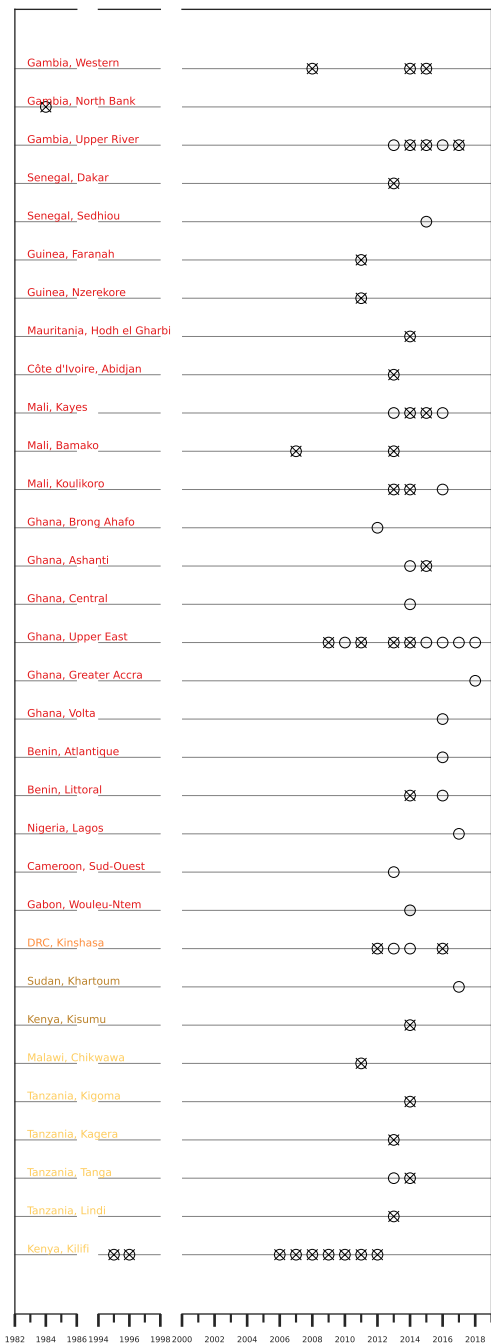 Gambia, Western
Gambia, North Bank
Gambia, Upper River
Senegal, Dakar
Senegal, Sedhiou
Guinea, Faranah
Guinea, Nzerekore
Mauritania, Hodh el Gharbi
Côte d'Ivoire, Abidjan
Mali, Kayes
Mali, Bamako
Mali, Koulikoro
Ghana, Brong Ahafo
Ghana, Ashanti
Ghana, Central
Ghana, Upper East
Ghana, Greater Accra
Ghana, Volta
Benin, Atlantique
Benin, Littoral
Nigeria, Lagos
Cameroon, Sud-Ouest
Gabon, Wouleu-Ntem
DRC, Kinshasa
Sudan, Khartoum
Kenya, Kisumu
Malawi, Chikwawa
Tanzania, Kigoma
Tanzania, Kagera
Tanzania, Tanga
Tanzania, Lindi
Kenya, Kilifi
1982 1984 1986 1994 1996 1998 2000 2002 2004 2006 2008 2010 2012 2014 2016 2018